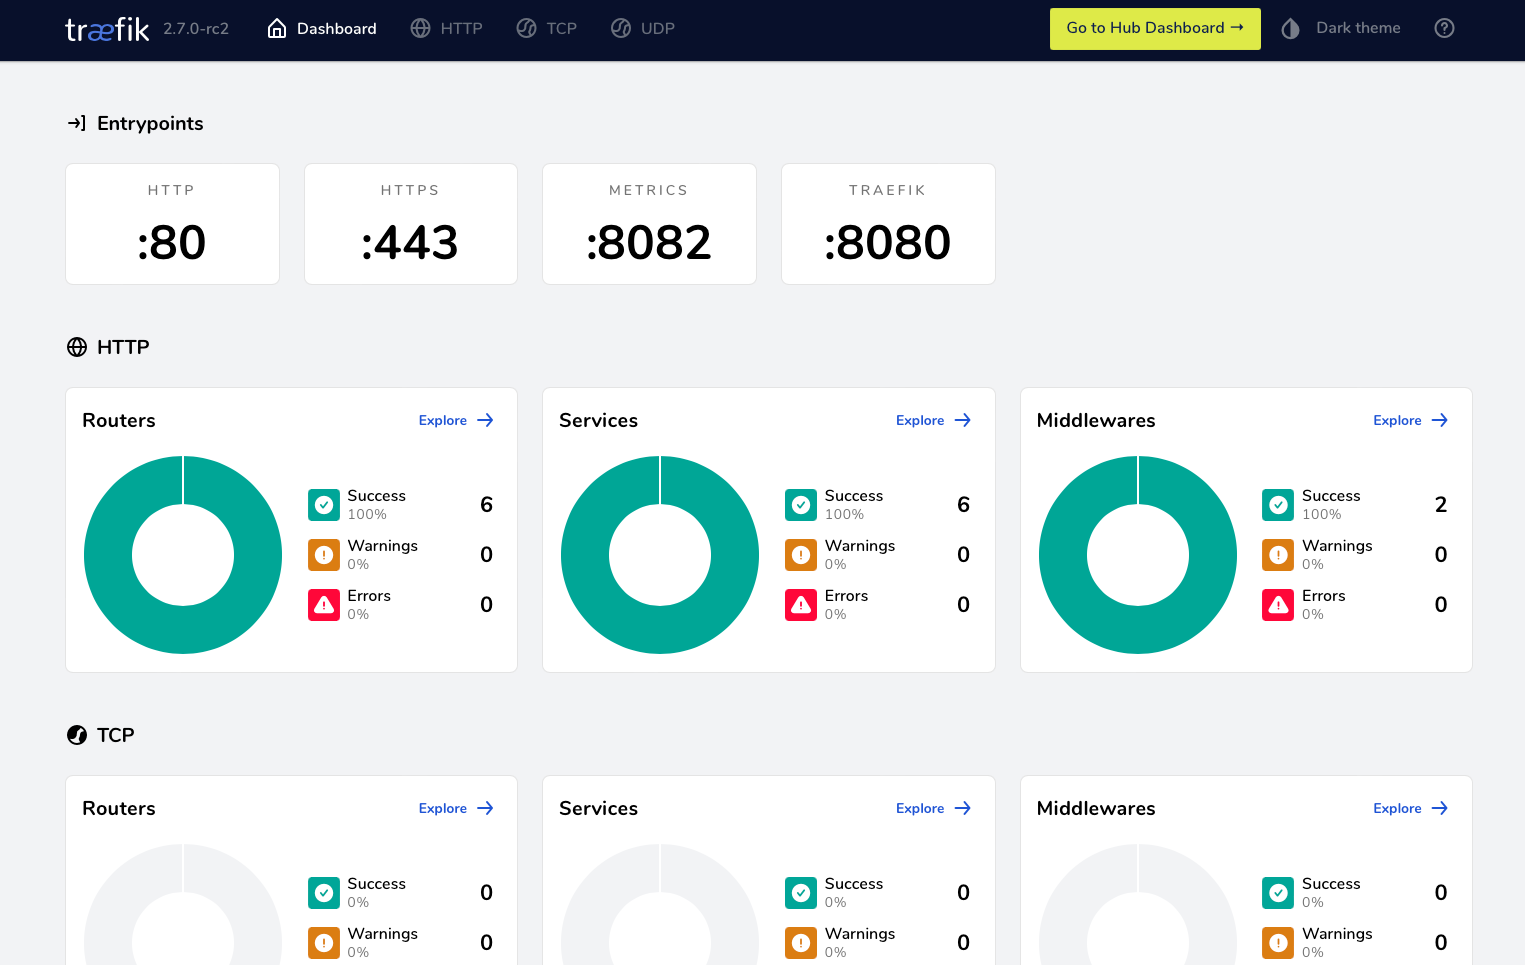 træfik 2.7.0-rc2 Dashboard HTTP TCP UDP Go to Hub Dashboard → Dark theme
Entrypoints
HTTP HTTPS METRICS TRAEFIK
:80 :443 :8082 :8080
HTTP
Routers Explore Services Explore Middlewares Explore
Success 6 Success 6 Success 2
100% 100% 100%
Warnings 0 Warnings 0 Warnings 0
0% 0% 0%
Errors 0 Errors 0 Errors 0
0% 0% 0%
TCP
Routers Explore Services Explore Middlewares Explore
Success 0 Success 0 Success 0
0% 0% 0%
Warnings 0 Warnings 0 Warnings 0
0% 0% 0%